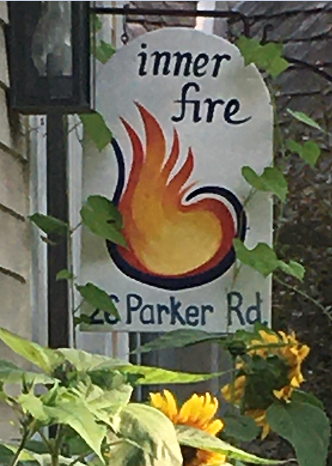 inner
fire
Parker Rd.